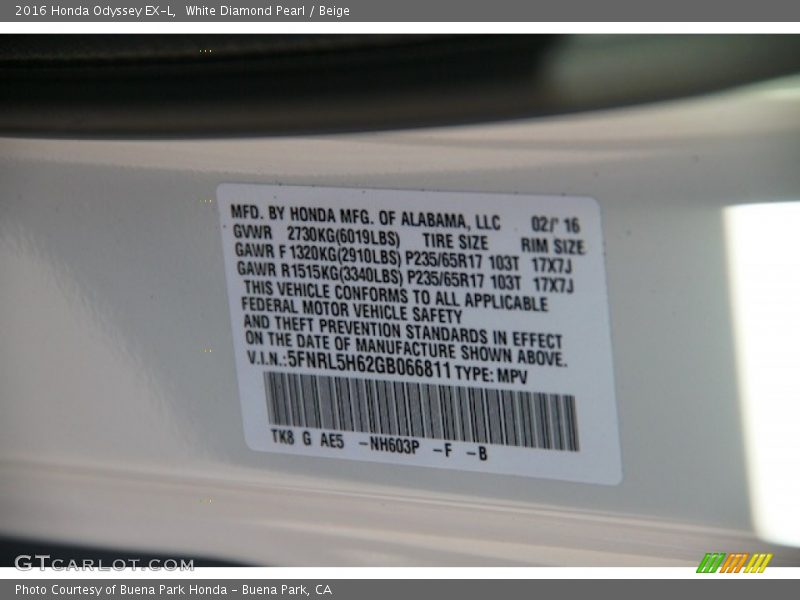 2016 Honda Odyssey EX-L,  White Diamond Pearl / Beige
MFD. BY HONDA MFG. OF ALABAMA, LLC 02/' 16
GVWR 2730KG(6019LBS) TIRE SIZE RIM SIZE
GAWR F 1320KG(2910LBS) P235/65R17 103T 17X7J
GAWR R1515KG(3340LBS) P235/65R17 103T 17X7J
THIS VEHICLE CONFORMS TO ALL APPLICABLE
FEDERAL MOTOR VEHICLE SAFETY
AND THEFT PREVENTION STANDARDS IN EFFECT
ON THE DATE OF MANUFACTURE SHOWN ABOVE.
V.I.N.:5FNRL5H62GB066811 TYPE: MPV
TK8 G AE5 -NH603P -F -B
GTCARLOT.COM
Photo Courtesy of Buena Park Honda - Buena Park, CA